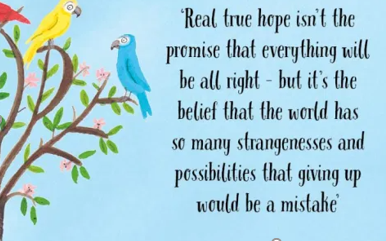 'Real true hope isn't the
promise that everything will
be all right - but it's the
belief that the world has
so many strangenesses and
possibilities that giving up
would be a mistake'